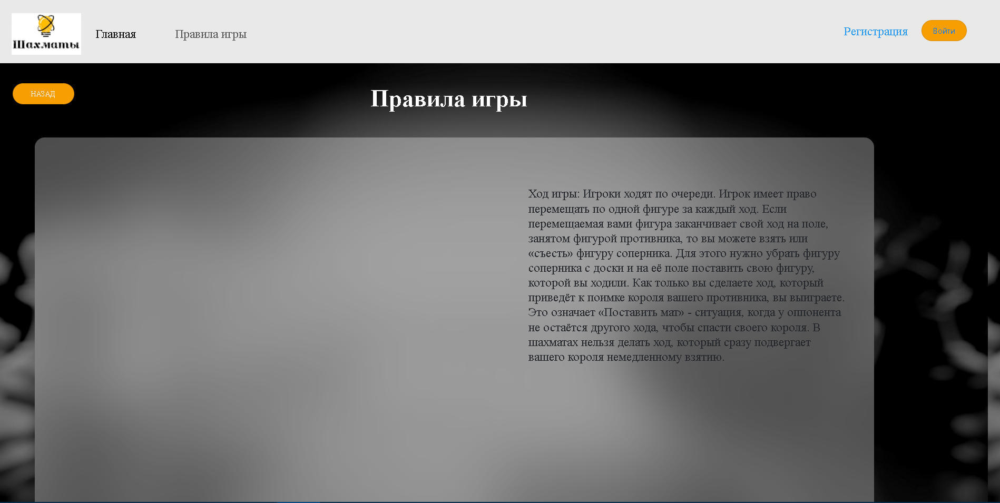 Шахматы
Главная
Правила игры
Регистрация
Войти
НАЗАД
Правила игры
Ход игры: Игроки ходят по очереди. Игрок имеет право
перемещать по одной фигуре за каждый ход. Если
перемещаемая вами фигура заканчивает свой ход на поле,
занятом фигурой противника, то вы можете взять или
«съесть» фигуру соперника. Для этого нужно убрать фигуру
соперника с доски и на её поле поставить свою фигуру,
которой вы ходили. Как только вы сделаете ход, который
приведёт к поимке короля вашего противника, вы выиграете.
Это означает «Поставить мат» - ситуация, когда у оппонента
не остаётся другого хода, чтобы спасти своего короля. В
шахматах нельзя делать ход, который сразу подвергает
вашего короля немедленному взятию.